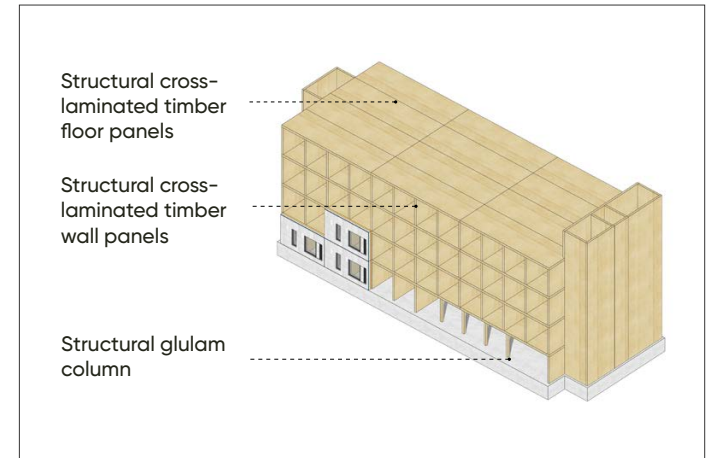 Structural cross-
laminated timber
floor panels
Structural cross-
laminated timber
wall panels
Structural glulam
column